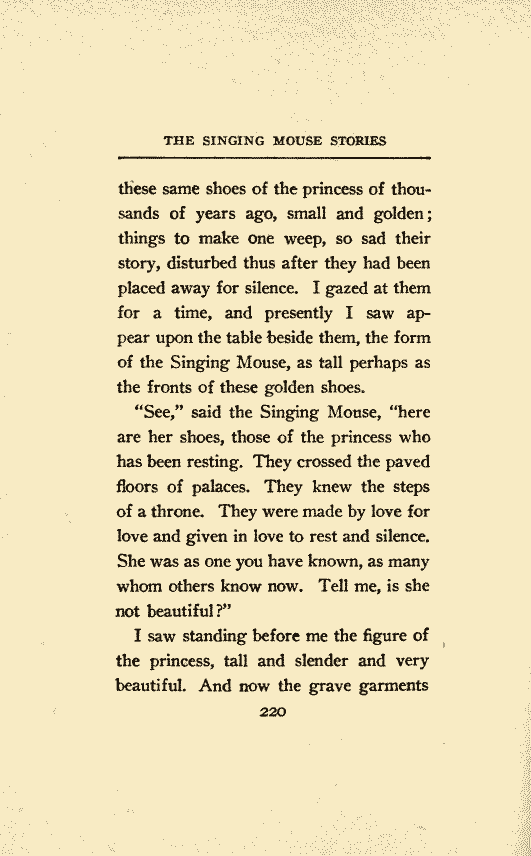 THE SINGING MOUSE STORIES
these same shoes of the princess of thou-
sands of years ago, small and golden;
things to make one weep, so sad their
story, disturbed thus after they had been
placed away for silence. I gazed at them
for a time, and presently I saw ap-
pear upon the table beside them, the form
of the Singing Mouse, as tall perhaps as
the fronts of these golden shoes.
"See," said the Singing Mouse, "here
are her shoes, those of the princess who
has been resting. They crossed the paved
floors of palaces. They knew the steps
of a throne. They were made by love for
love and given in love to rest and silence.
She was as one you have known, as many
whom others know now. Tell me, is she
not beautiful?"
I saw standing before me the figure of
the princess, tall and slender and very
beautiful. And now the grave garments
220